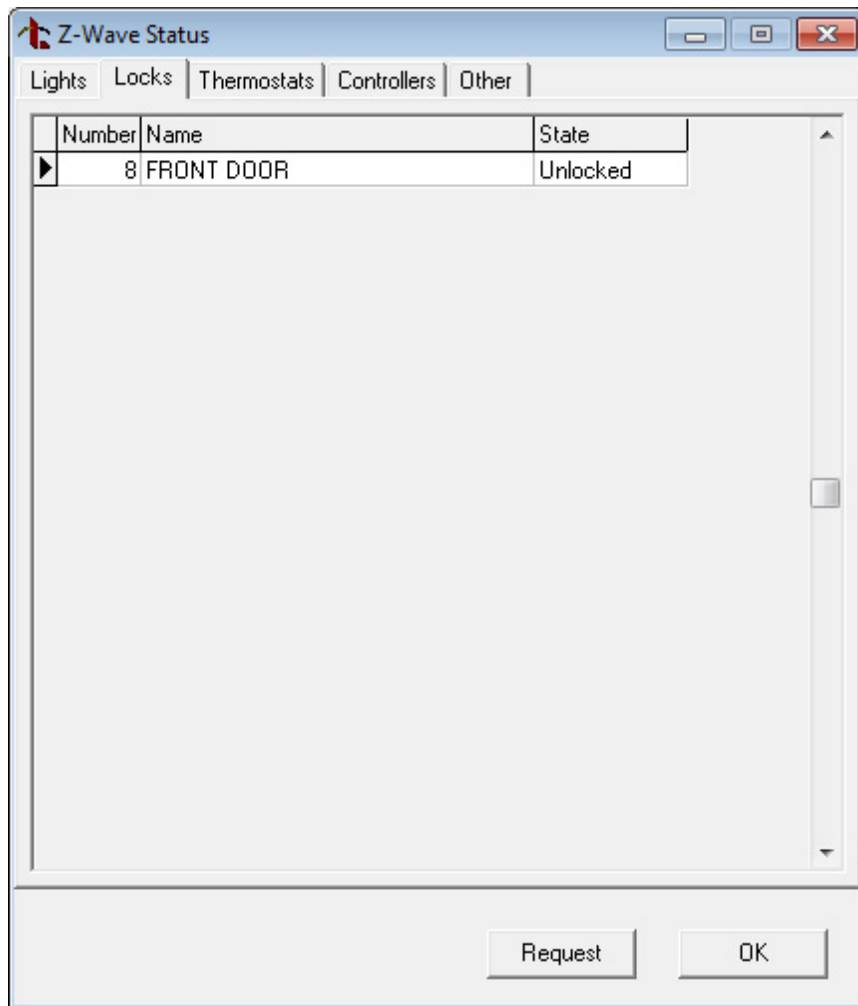 Z-Wave Status
Lights Locks Thermostats Controllers Other
Number Name State
8 FRONT DOOR Unlocked
Request OK